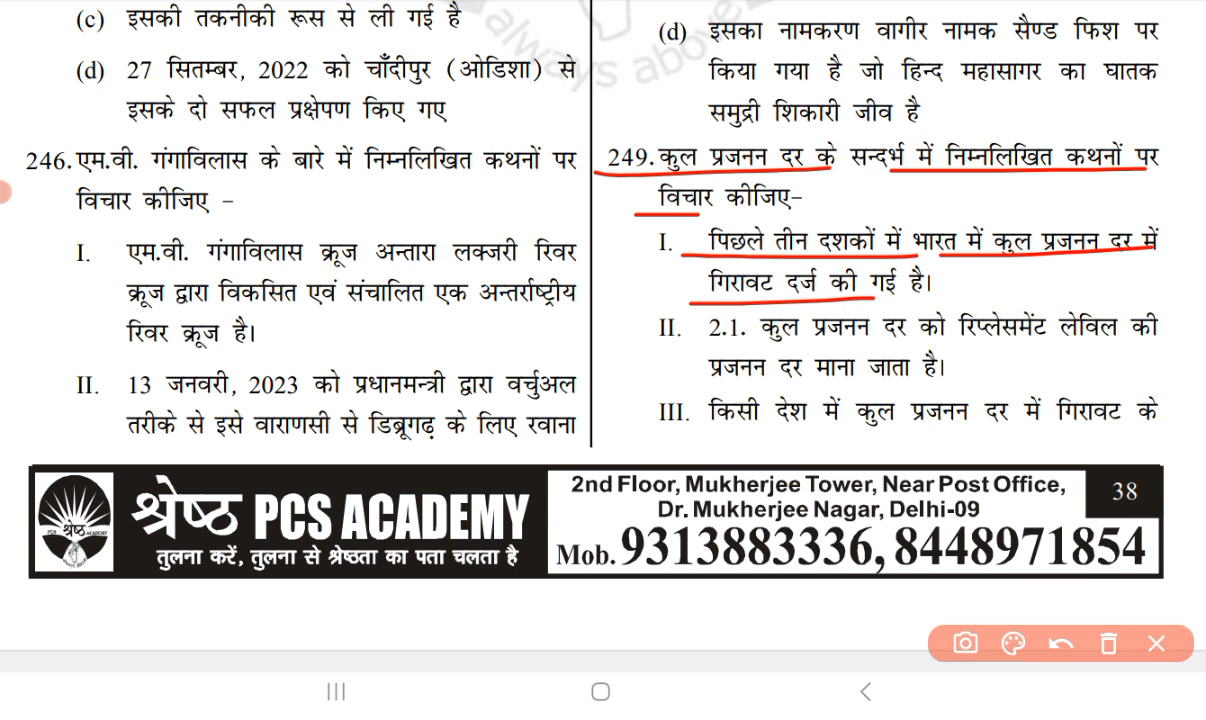 (c) इसकी तकनीकी रूस से ली गई है
(d) 27 सितम्बर, 2022 को चाँदीपुर (ओडिशा) से
इसके दो सफल प्रक्षेपण किए गए
246. एम.वी. गंगाविलास के बारे में निम्नलिखित कथनों पर
विचार कीजिए -
I. एम.वी. गंगाविलास क्रूज अन्तारा लक्जरी रिवर
क्रूज द्वारा विकसित एवं संचालित एक अन्तर्राष्ट्रीय
रिवर क्रूज है।
II. 13 जनवरी, 2023 को प्रधानमन्त्री द्वारा वर्चुअल
तरीके से इसे वाराणसी से डिब्रूगढ़ के लिए रवाना
(d) इसका नामकरण वागीर नामक सैण्ड फिश पर
किया गया है जो हिन्द महासागर का घातक
समुद्री शिकारी जीव है
249. कुल प्रजनन दर के सन्दर्भ में निम्नलिखित कथनों पर
विचार कीजिए-
I. पिछले तीन दशकों में भारत में कुल प्रजनन दर में
गिरावट दर्ज की गई है।
II. 2.1. कुल प्रजनन दर को रिप्लेसमेंट लेविल की
प्रजनन दर माना जाता है।
III. किसी देश में कुल प्रजनन दर में गिरावट के
always above
श्रेष्ठ PCS ACADEMY
तुलना करें, तुलना से श्रेष्ठता का पता चलता है
2nd Floor, Mukherjee Tower, Near Post Office,
Dr. Mukherjee Nagar, Delhi-09
Mob. 9313883336, 8448971854
38